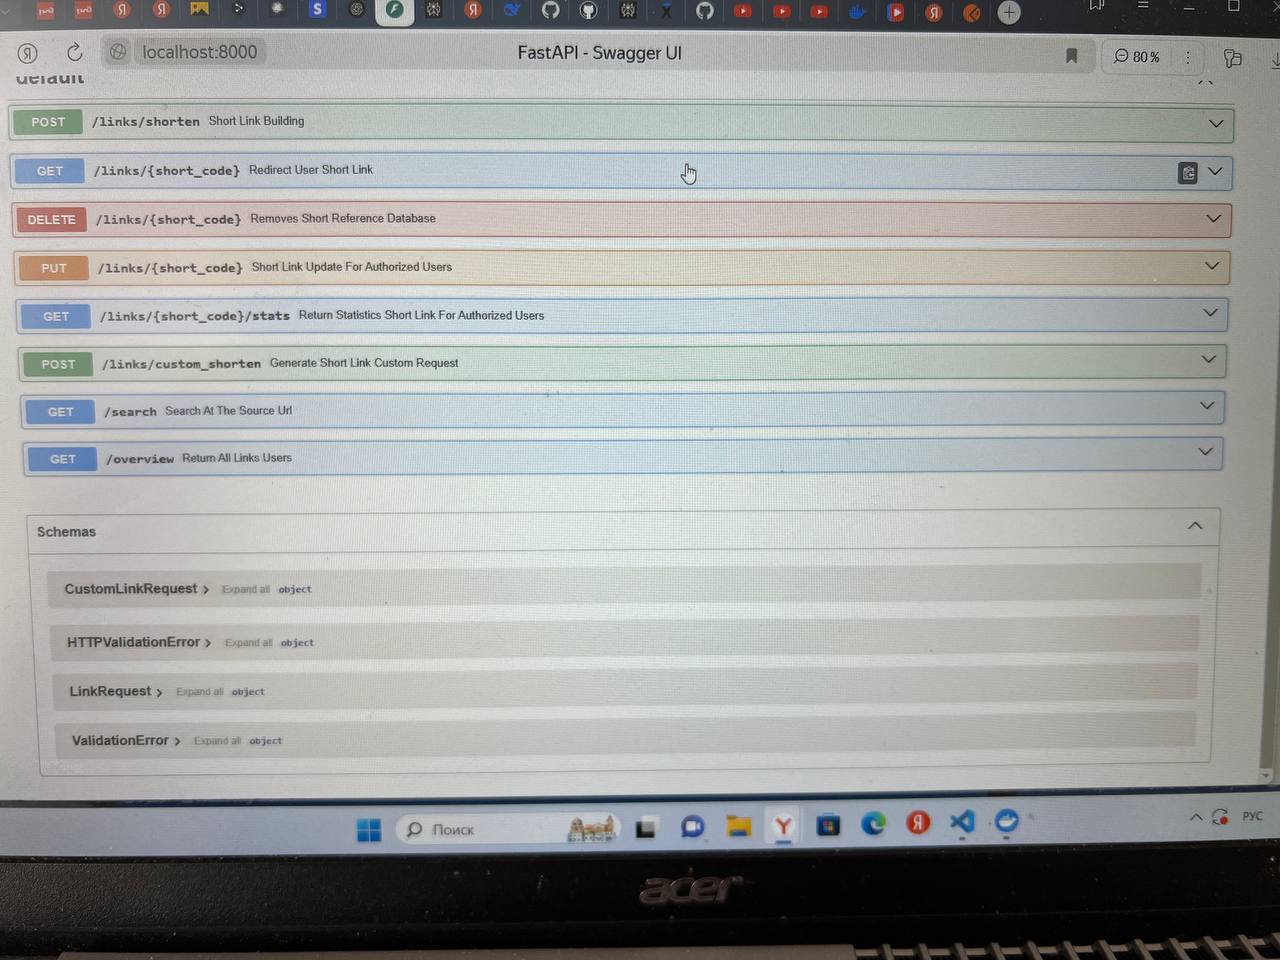 localhost:8000
FastAPI - Swagger UI
80 %
default
POST /links/shorten Short Link Building
GET /links/{short_code} Redirect User Short Link
DELETE /links/{short_code} Removes Short Reference Database
PUT /links/{short_code} Short Link Update For Authorized Users
GET /links/{short_code}/stats Return Statistics Short Link For Authorized Users
POST /links/custom_shorten Generate Short Link Custom Request
GET /search Search At The Source Url
GET /overview Return All Links Users
Schemas
CustomLinkRequest Expand all object
HTTPValidationError Expand all object
LinkRequest Expand all object
ValidationError Expand all object
Поиск
РУС
acer